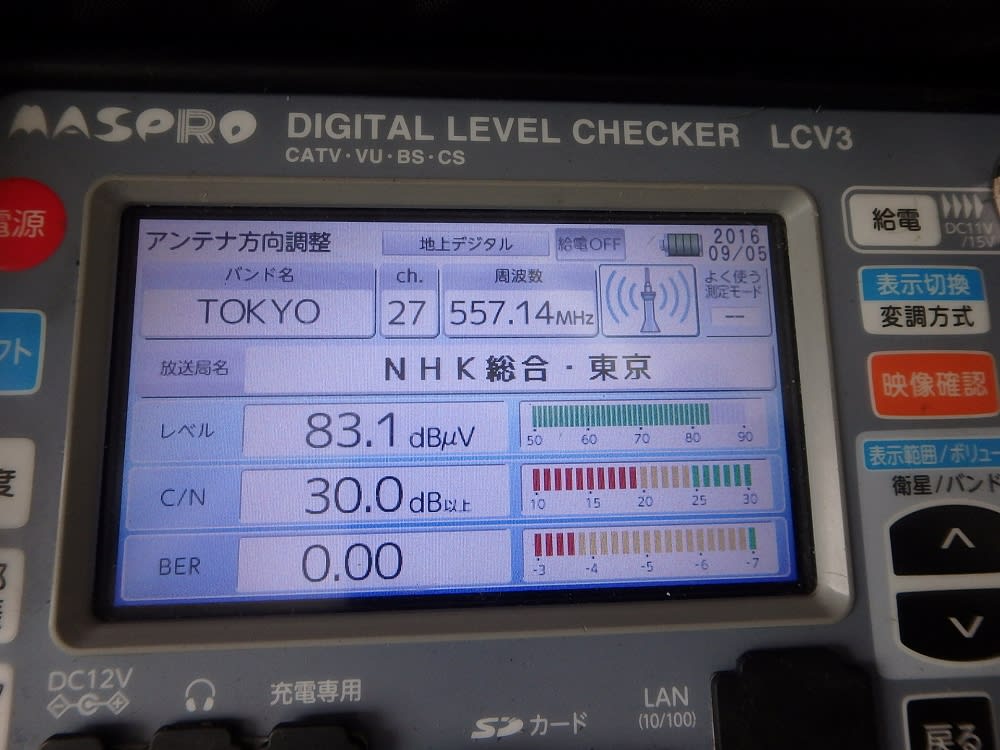 MASPRO DIGITAL LEVEL CHECKER LCV3
CATV・VU・BS・CS
電源
アンテナ方向調整 地上デジタル 給電OFF 2016 09/05
バンド名 ch. 周波数 よく使う 測定モード
TOKYO 27 557.14MHz --
放送局名 NHK総合・東京
レベル 83.1 dBμV 50 60 70 80 90
C/N 30.0 dB以上 10 15 20 25 30
BER 0.00 -3 -4 -5 -6 -7
給電 DC11V /15V
表示切換
変調方式
映像確認
表示範囲/ボリュー
衛星/バンド
戻る
フト
度
DC12V
充電専用
SDカード
LAN
(10/100)